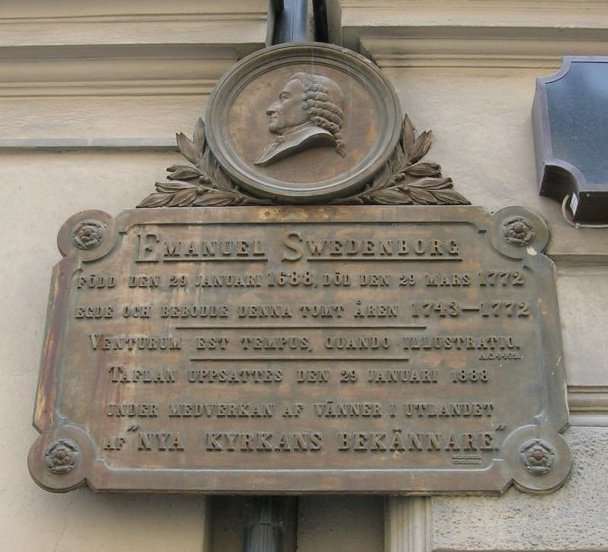 EMANUEL SWEDENBORG
FÖDD DEN 29 JANUARI 1688, DÖD DEN 29 MARS 1772
EGDE OCH BEBODDE DENNA TOMT ÅREN 1743—1772
VENTURUM EST TEMPUS, QUANDO ILLUSTRATIO.
TAFLAN UPPSATTES DEN 29 JANUARI 1888
UNDER MEDVERKAN AF VÄNNER I UTLANDET
AF "NYA KYRKANS BEKÄNNARE"